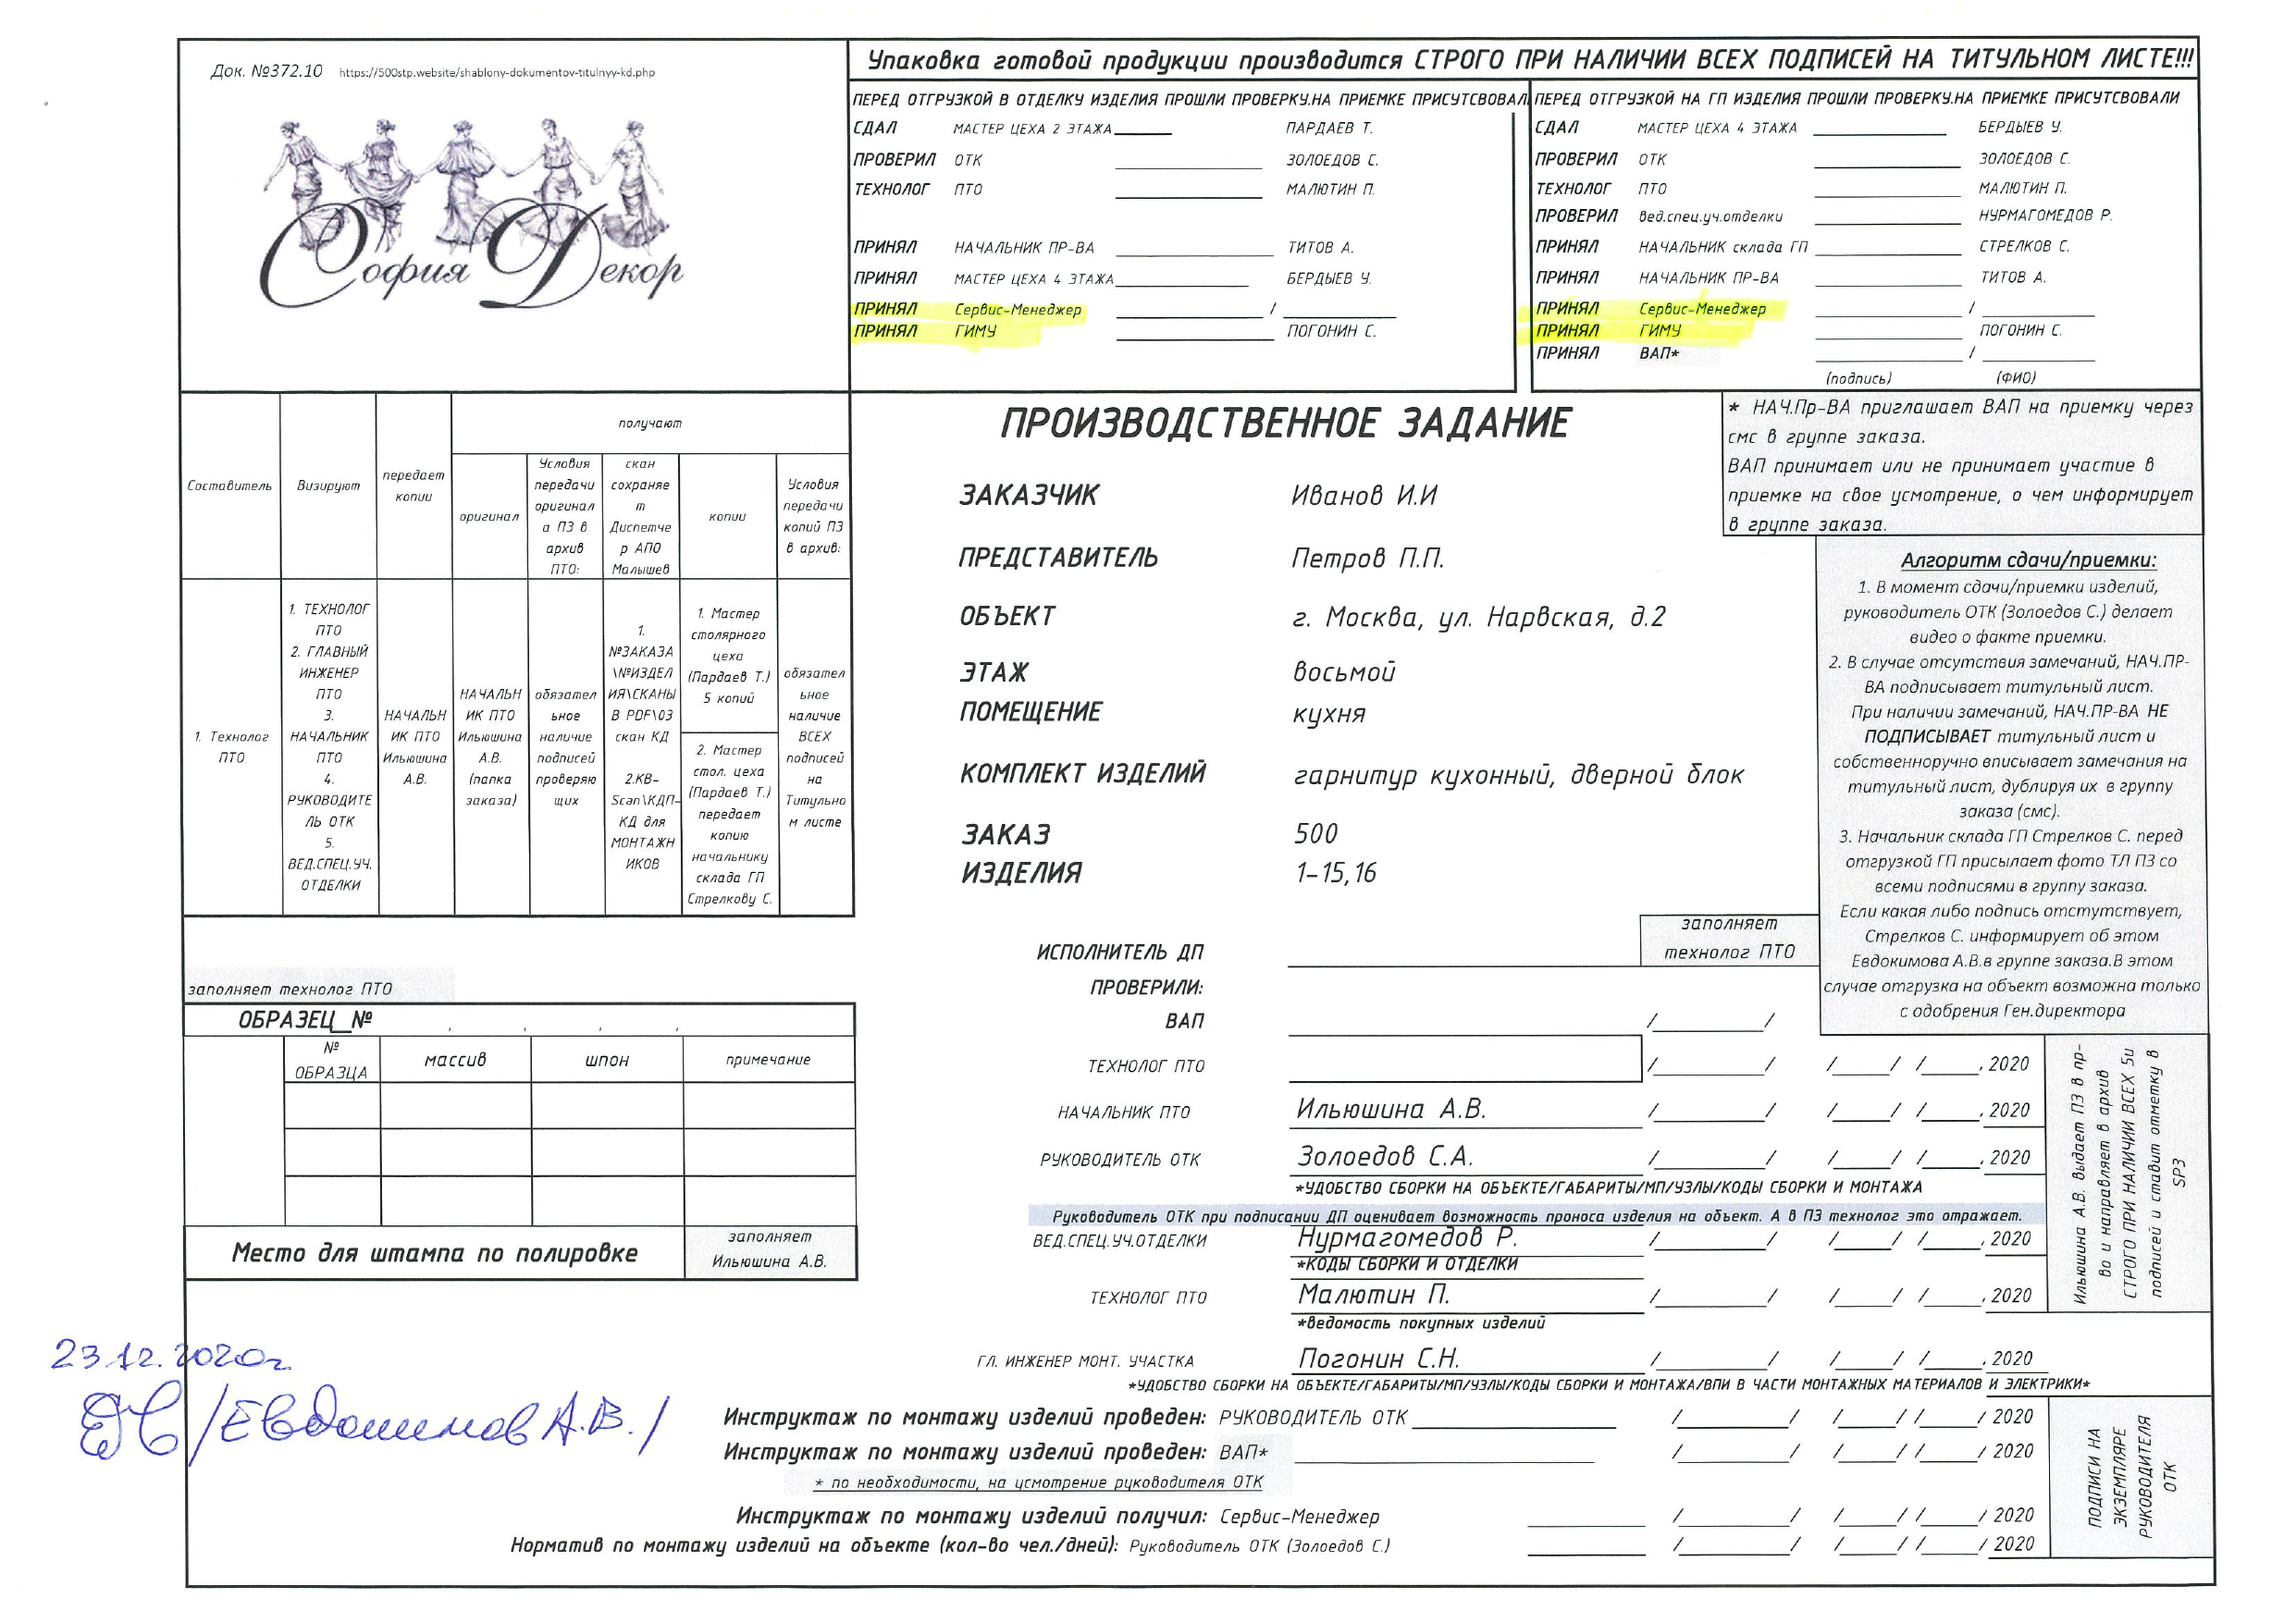 Док. №372.10 https://500stp.website/shablony-dokumentov-titulnyy-kd.php
София Декор
Упаковка готовой продукции производится СТРОГО ПРИ НАЛИЧИИ ВСЕХ ПОДПИСЕЙ НА ТИТУЛЬНОМ ЛИСТЕ!!!
ПЕРЕД ОТГРУЗКОЙ В ОТДЕЛКУ ИЗДЕЛИЯ ПРОШЛИ ПРОВЕРКУ.НА ПРИЕМКЕ ПРИСУТСВОВАЛ
СДАЛ МАСТЕР ЦЕХА 2 ЭТАЖА ПАРДАЕВ Т.
ПРОВЕРИЛ ОТК ЗОЛОЕДОВ С.
ТЕХНОЛОГ ПТО МАЛЮТИН П.
ПРИНЯЛ НАЧАЛЬНИК ПР-ВА ТИТОВ А.
ПРИНЯЛ МАСТЕР ЦЕХА 4 ЭТАЖА БЕРДЫЕВ У.
ПРИНЯЛ Сервис-Менеджер /
ПРИНЯЛ ГИМУ ПОГОНИН С.
ПЕРЕД ОТГРУЗКОЙ НА ГП ИЗДЕЛИЯ ПРОШЛИ ПРОВЕРКУ.НА ПРИЕМКЕ ПРИСУТСВОВАЛИ
СДАЛ МАСТЕР ЦЕХА 4 ЭТАЖА БЕРДЫЕВ У.
ПРОВЕРИЛ ОТК ЗОЛОЕДОВ С.
ТЕХНОЛОГ ПТО МАЛЮТИН П.
ПРОВЕРИЛ вед.спец.уч.отделки НУРМАГОМЕДОВ Р.
ПРИНЯЛ НАЧАЛЬНИК склада ГП СТРЕЛКОВ С.
ПРИНЯЛ НАЧАЛЬНИК ПР-ВА ТИТОВ А.
ПРИНЯЛ Сервис-Менеджер /
ПРИНЯЛ ГИМУ ПОГОНИН С.
ПРИНЯЛ ВАП* /
(подпись) (ФИО)
Составитель
Визируют
передает
копии
получают
оригинал
Условия
передачи
оригинал
а ПЗ в
архив
ПТО:
скан
сохраняе
т
Диспетче
р АПО
Малышев
копии
Условия
передачи
копий ПЗ
в архив:
1. Технолог
ПТО
1. ТЕХНОЛОГ
ПТО
2. ГЛАВНЫЙ
ИНЖЕНЕР
ПТО
3.
НАЧАЛЬНИК
ПТО
4.
РУКОВОДИТЕ
ЛЬ ОТК
5.
ВЕД.СПЕЦ.УЧ.
ОТДЕЛКИ
НАЧАЛЬН
ИК ПТО
Ильюшина
А.В.
НАЧАЛЬН
ИК ПТО
Ильюшина
А.В.
(папка
заказа)
обязател
ьное
наличие
подписей
проверяю
щих
1.
№ЗАКАЗА
\№ИЗДЕЛ
ИЯ\СКАНЫ
В PDF\03
скан КД
2.КВ-
Scan\КДП-
КД для
МОНТАЖН
ИКОВ
1. Мастер
столярного
цеха
(Пардаев Т.)
5 копий
2. Мастер
стол. цеха
(Пардаев Т.)
передает
копию
начальнику
склада ГП
Стрелкову С.
обязател
ьное
наличие
ВСЕХ
подписей
на
Титульно
м листе
ПРОИЗВОДСТВЕННОЕ ЗАДАНИЕ
ЗАКАЗЧИК Иванов И.И
ПРЕДСТАВИТЕЛЬ Петров П.П.
ОБЪЕКТ г. Москва, ул. Нарвская, д.2
ЭТАЖ восьмой
ПОМЕЩЕНИЕ кухня
КОМПЛЕКТ ИЗДЕЛИЙ гарнитур кухонный, дверной блок
ЗАКАЗ 500
ИЗДЕЛИЯ 1-15,16
* НАЧ.Пр-ВА приглашает ВАП на приемку через
смс в группе заказа.
ВАП принимает или не принимает участие в
приемке на свое усмотрение, о чем информирует
в группе заказа.
Алгоритм сдачи/приемки:
1. В момент сдачи/приемки изделий,
руководитель ОТК (Золоедов С.) делает
видео о факте приемки.
2. В случае отсутствия замечаний, НАЧ.ПР-
ВА подписывает титульный лист.
При наличии замечаний, НАЧ.ПР-ВА НЕ
ПОДПИСЫВАЕТ титульный лист и
собственноручно вписывает замечания на
титульный лист, дублируя их в группу
заказа (смс).
3. Начальник склада ГП Стрелков С. перед
отгрузкой ГП присылает фото ТЛ ПЗ со
всеми подписями в группу заказа.
Если какая либо подпись отстутствует,
Стрелков С. информирует об этом
Евдокимова А.В.в группе заказа.В этом
случае отгрузка на объект возможна только
с одобрения Ген.директора
заполняет технолог ПТО
ОБРАЗЕЦ_№ , , , ,
№
ОБРАЗЦА
массив
шпон
примечание
Место для штампа по полировке
заполняет
Ильюшина А.В.
ИСПОЛНИТЕЛЬ ДП
заполняет
технолог ПТО
ПРОВЕРИЛИ:
ВАП / /
ТЕХНОЛОГ ПТО / / / / / . 2020
НАЧАЛЬНИК ПТО Ильюшина А.В. / / / / / . 2020
РУКОВОДИТЕЛЬ ОТК Золоедов С.А. / / / / / . 2020
*УДОБСТВО СБОРКИ НА ОБЪЕКТЕ/ГАБАРИТЫ/МП/УЗЛЫ/КОДЫ СБОРКИ И МОНТАЖА
Руководитель ОТК при подписании ДП оценивает возможность проноса изделия на объект. А в ПЗ технолог это отражает.
ВЕД.СПЕЦ.УЧ.ОТДЕЛКИ Нурмагомедов Р. / / / / / . 2020
*КОДЫ СБОРКИ И ОТДЕЛКИ
ТЕХНОЛОГ ПТО Малютин П. / / / / / . 2020
*ведомость покупных изделий
ГЛ. ИНЖЕНЕР МОНТ. УЧАСТКА Погонин С.Н. / / / / / . 2020
*УДОБСТВО СБОРКИ НА ОБЪЕКТЕ/ГАБАРИТЫ/МП/УЗЛЫ/КОДЫ СБОРКИ И МОНТАЖА/ВПИ В ЧАСТИ МОНТАЖНЫХ МАТЕРИАЛОВ И ЭЛЕКТРИКИ*
Ильюшина А.В. выдает ПЗ в пр-
во и направляет в архив
СТРОГО ПРИ НАЛИЧИИ ВСЕХ 5и
подписей и ставит отметку в
SP3
23.12.2020г.
/Евдокимов А.В./
Инструктаж по монтажу изделий проведен: РУКОВОДИТЕЛЬ ОТК / / / / / / 2020
Инструктаж по монтажу изделий проведен: ВАП* / / / / / / 2020
* по необходимости, на усмотрение руководителя ОТК
Инструктаж по монтажу изделий получил: Сервис-Менеджер / / / / / / 2020
Норматив по монтажу изделий на объекте (кол-во чел./дней): Руководитель ОТК (Золоедов С.) / / / / / / 2020
ПОДПИСИ НА
ЭКЗЕМПЛЯРЕ
РУКОВОДИТЕЛЯ
ОТК